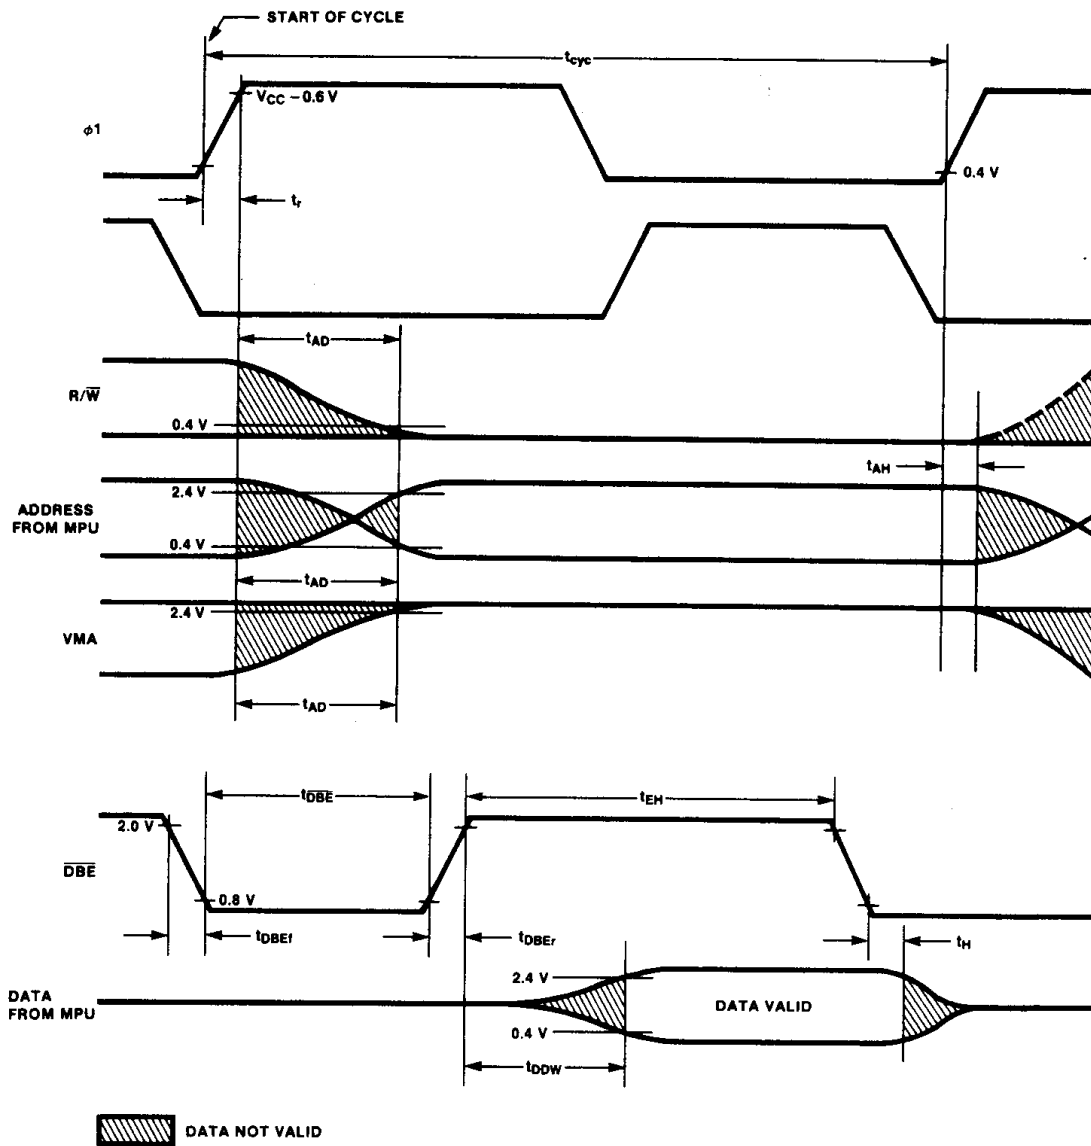 START OF CYCLE
tcyc
VCC – 0.6 V
φ1
0.4 V
tr
tAD
R/W̅
0.4 V
tAH
2.4 V
ADDRESS
FROM MPU
0.4 V
tAD
2.4 V
VMA
tAD
tD̅B̅E̅
tEH
2.0 V
D̅B̅E̅
0.8 V
tDBEf
tDBEr
tH
2.4 V
DATA
FROM MPU
DATA VALID
0.4 V
tDDW
DATA NOT VALID